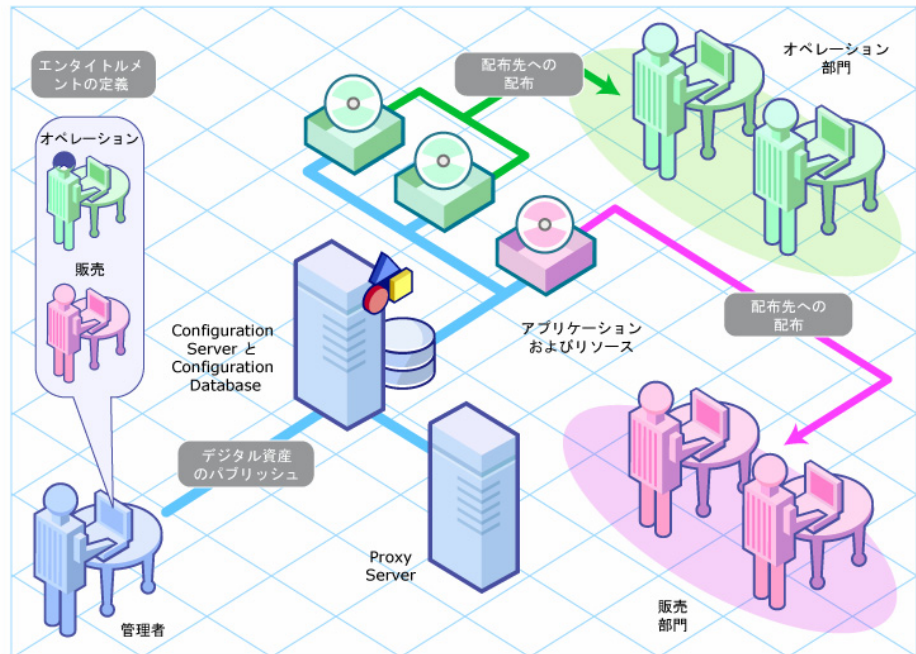 エンタイトルメ
ントの定義
オペレーション
販売
配布先への
配布
オペレーション
部門
Configuration
Server と
Configuration
Database
アプリケーション
およびリソース
配布先への
配布
デジタル資産
のパブリッシュ
Proxy
Server
管理者
販売
部門